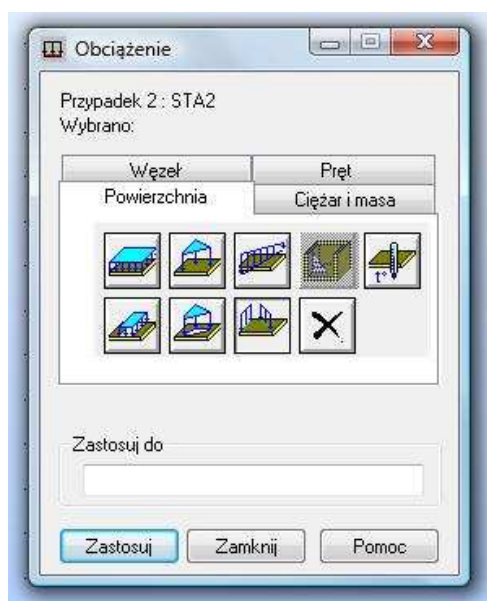 Obciążenie
Przypadek 2 : STA2
Wybrano:
Węzeł Pręt
Powierzchnia Ciężar i masa
t°
Zastosuj do
Zastosuj Zamknij Pomoc